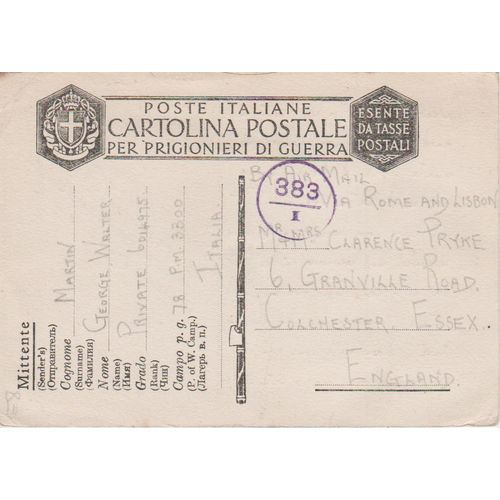 POSTE ITALIANE
CARTOLINA POSTALE
PER PRIGIONIERI DI GUERRA
ESENTE
DA TASSE
POSTALI
383
I
BY AIR MAIL
VIA ROME AND LISBON
MR & MRS CLARENCE PRYKE
6, GRANVILLE ROAD.
COLCHESTER ESSEX.
ENGLAND.
Mittente
(Sender's)
(Отправитель)
Cognome MARTIN
(Surname)
(Фамилия)
Nome GEORGE WALTER
(Name)
(Имя)
Grado PRIVATE 6014975
(Rank)
(Чин)
Campo p. g. 78 P.M. 3300
(P. of W. Camp.)
(Лагерь в. п.)
ITALIA